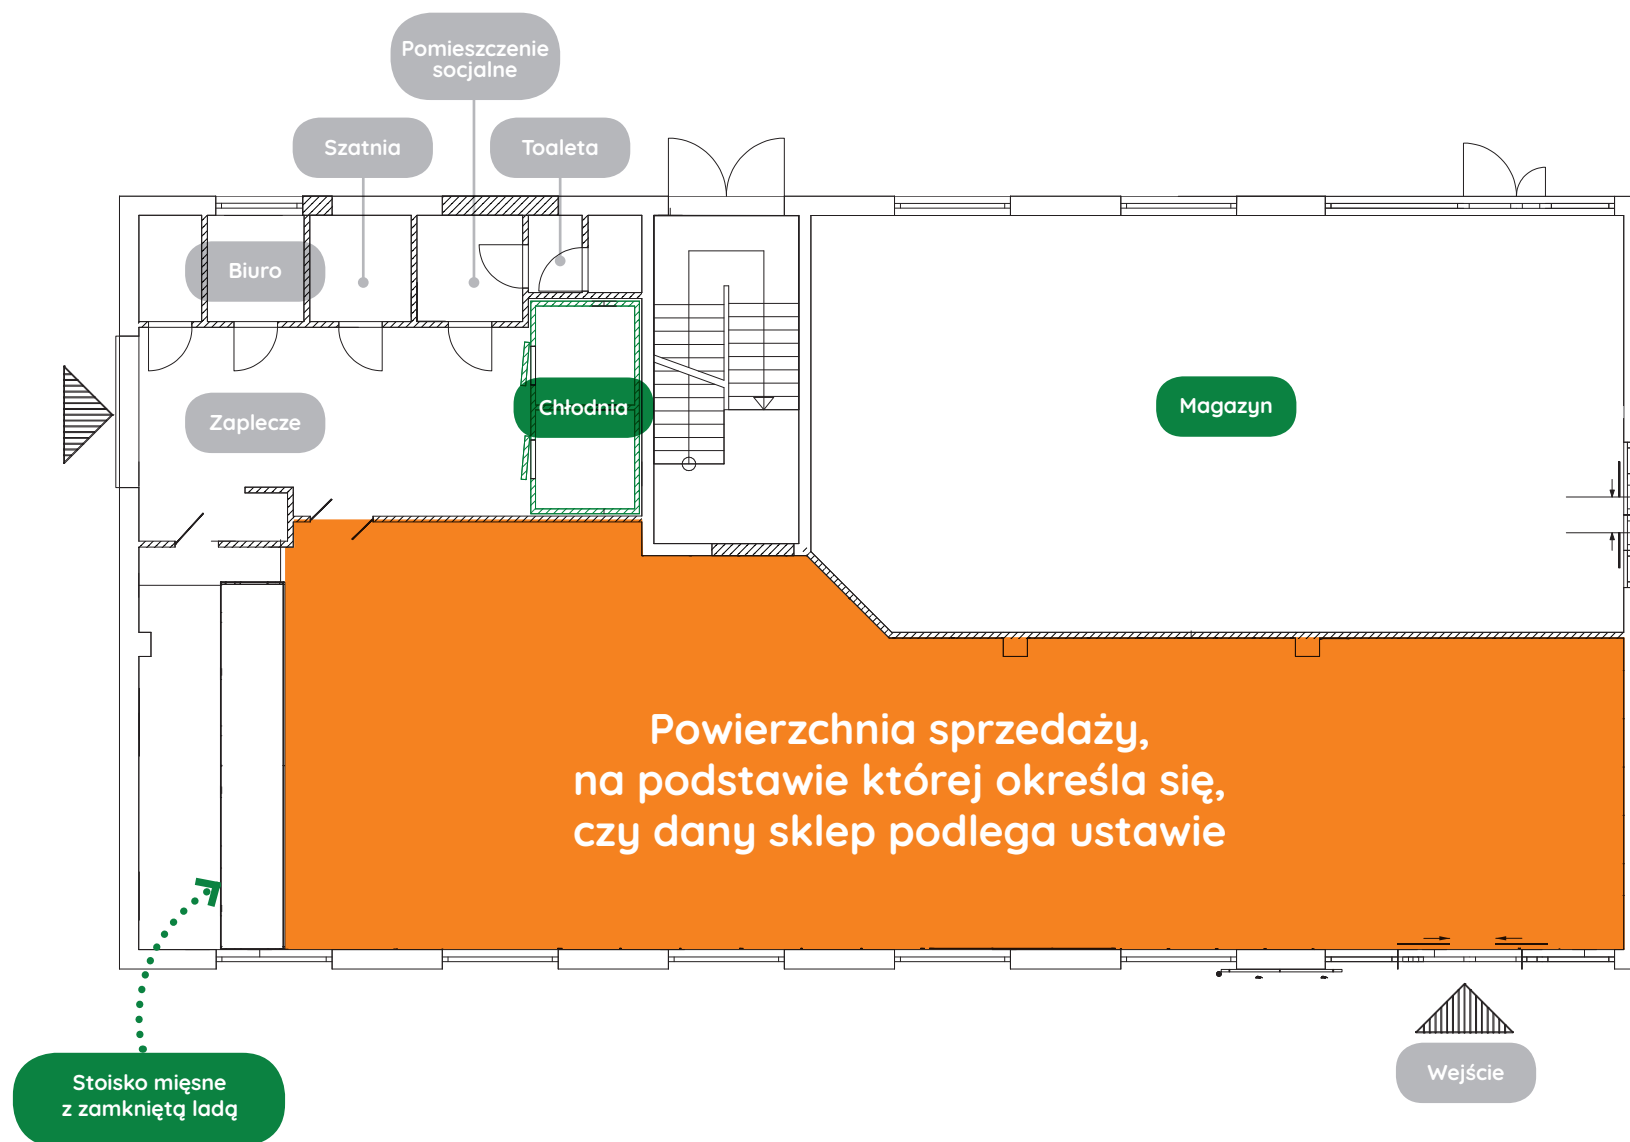 Pomieszczenie
socjalne
Szatnia
Toaleta
Biuro
Zaplecze
Chłodnia
Magazyn
Powierzchnia sprzedaży,
na podstawie której określa się,
czy dany sklep podlega ustawie
Stoisko mięsne
z zamkniętą ladą
Wejście